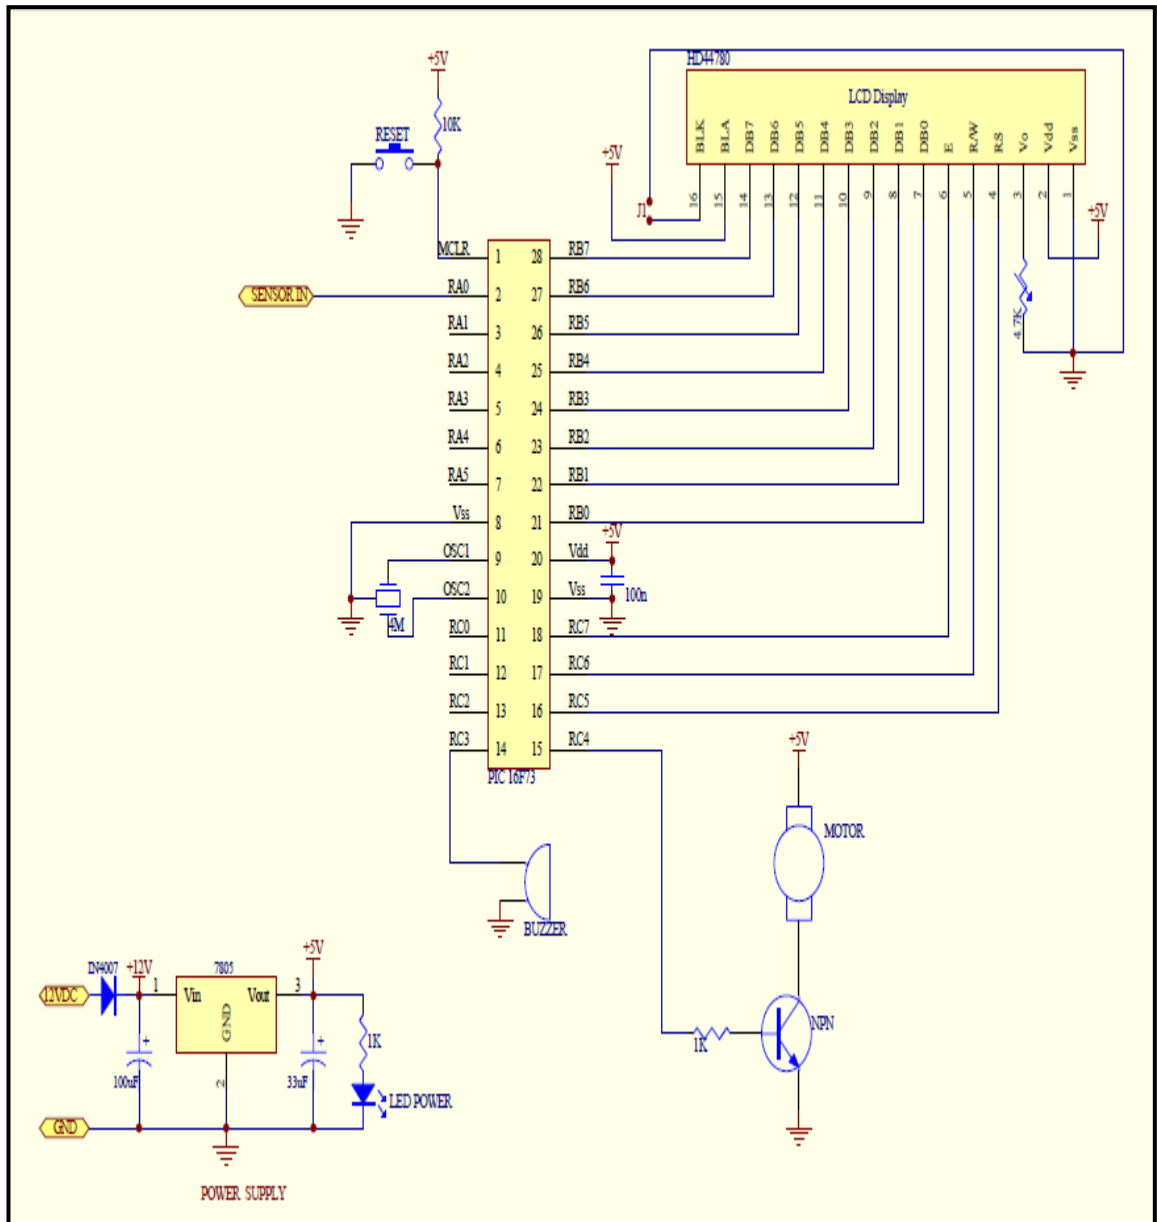 HD44780
LCD Display
BLK BLA DB7 DB6 DB5 DB4 DB3 DB2 DB1 DB0 E R/W RS Vo Vdd Vss
16 15 14 13 12 11 10 9 8 7 6 5 4 3 2 1
+5V
10K
RESET
+5V
J1
+5V
4.7K
MCLR 1 28 RB7
SENSOR IN
RA0 2 27 RB6
RA1 3 26 RB5
RA2 4 25 RB4
RA3 5 24 RB3
RA4 6 23 RB2
RA5 7 22 RB1
Vss 8 21 RB0
+5V
OSC1 9 20 Vdd
OSC2 10 19 Vss
100n
4M
RC0 11 18 RC7
RC1 12 17 RC6
RC2 13 16 RC5
RC3 14 15 RC4
PIC 16F73
+5V
MOTOR
BUZZER
NPN
1K
IN4007
+12V
7805
+5V
12VDC
1 Vin Vout 3
GND
2
100uF
+
33uF
+
1K
LED POWER
GND
POWER SUPPLY